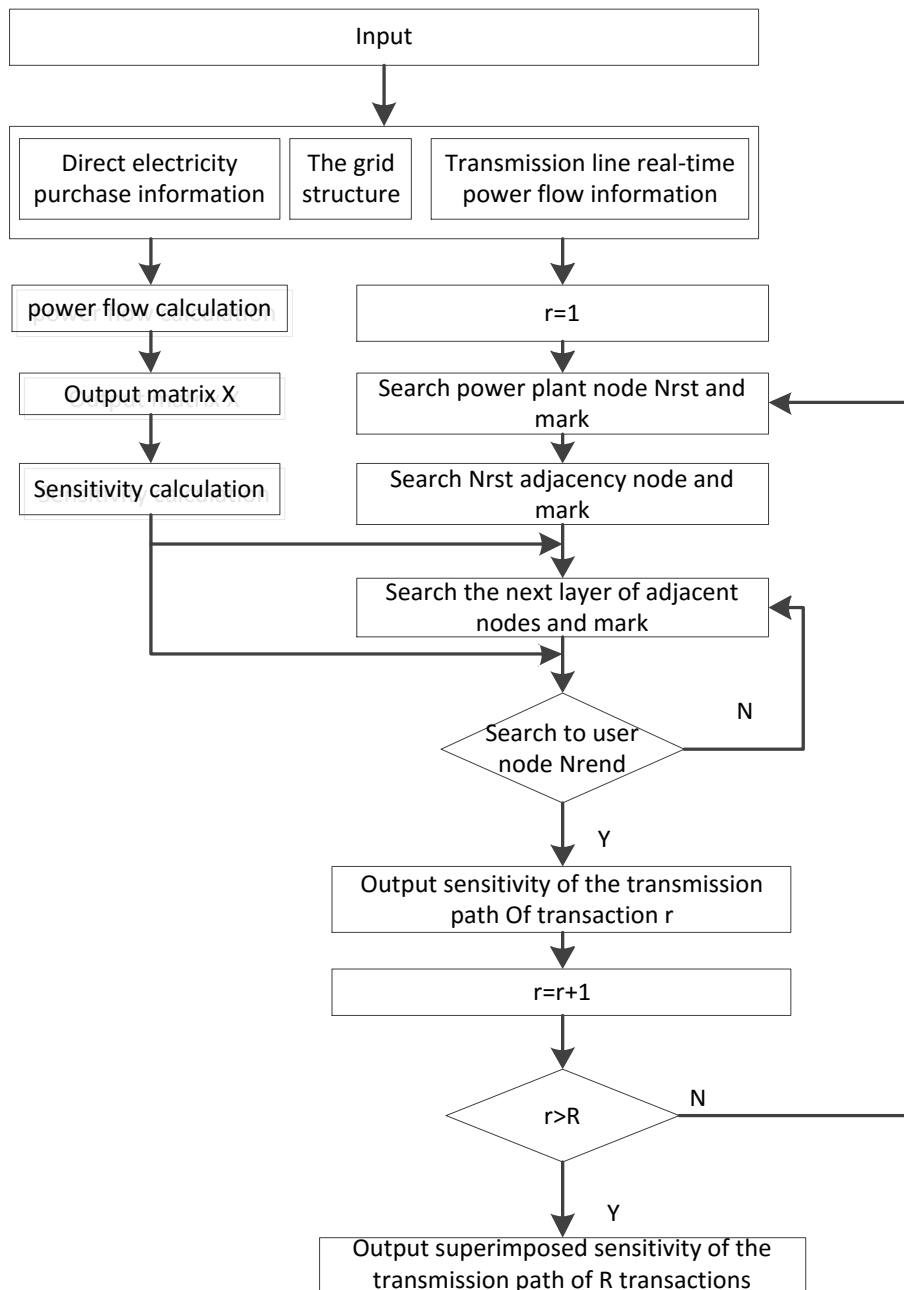 Input
Direct electricity
purchase information
The grid
structure
Transmission line real-time
power flow information
power flow calculation
r=1
Output matrix X
Search power plant node Nrst and
mark
Sensitivity calculation
Search Nrst adjacency node and
mark
Search the next layer of adjacent
nodes and mark
Search to user
node Nrend
N
Y
Output sensitivity of the transmission
path Of transaction r
r=r+1
r>R
N
Y
Output superimposed sensitivity of the
transmission path of R transactions